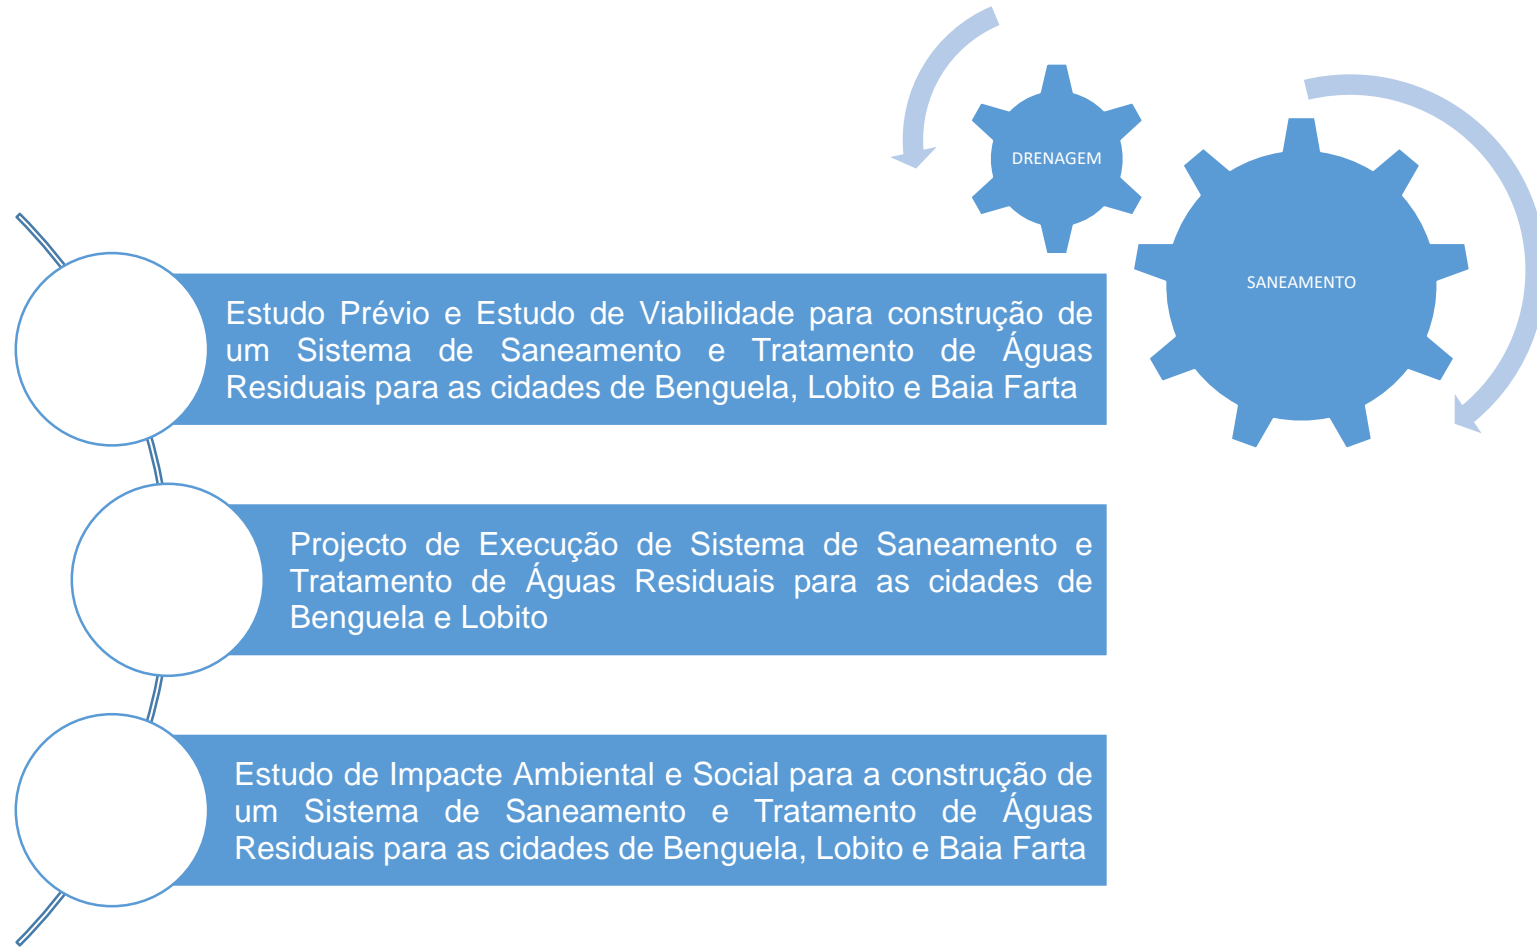 DRENAGEM
SANEAMENTO
Estudo Prévio e Estudo de Viabilidade para construção de
um Sistema de Saneamento e Tratamento de Águas
Residuais para as cidades de Benguela, Lobito e Baia Farta
Projecto de Execução de Sistema de Saneamento e
Tratamento de Águas Residuais para as cidades de
Benguela e Lobito
Estudo de Impacte Ambiental e Social para a construção de
um Sistema de Saneamento e Tratamento de Águas
Residuais para as cidades de Benguela, Lobito e Baia Farta